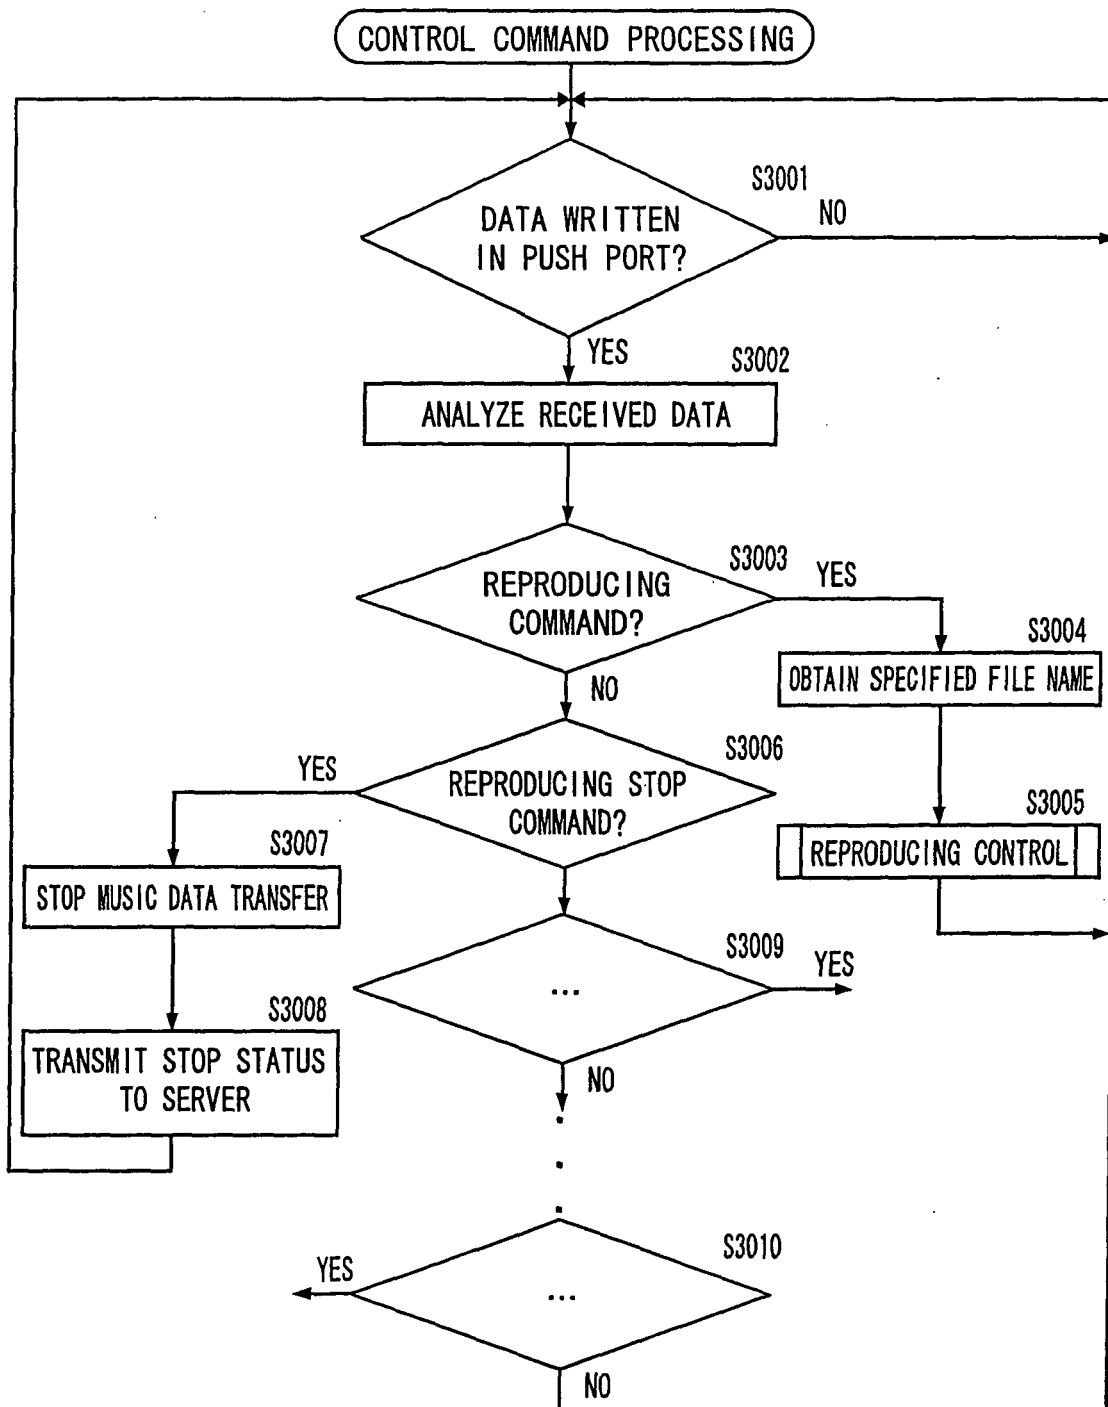 CONTROL COMMAND PROCESSING
S3001
DATA WRITTEN
IN PUSH PORT?
NO
YES
S3002
ANALYZE RECEIVED DATA
S3003
REPRODUCING
COMMAND?
YES
NO
S3004
OBTAIN SPECIFIED FILE NAME
S3005
REPRODUCING CONTROL
S3006
REPRODUCING STOP
COMMAND?
YES
S3007
STOP MUSIC DATA TRANSFER
S3008
TRANSMIT STOP STATUS
TO SERVER
S3009
...
YES
NO
S3010
...
YES
NO